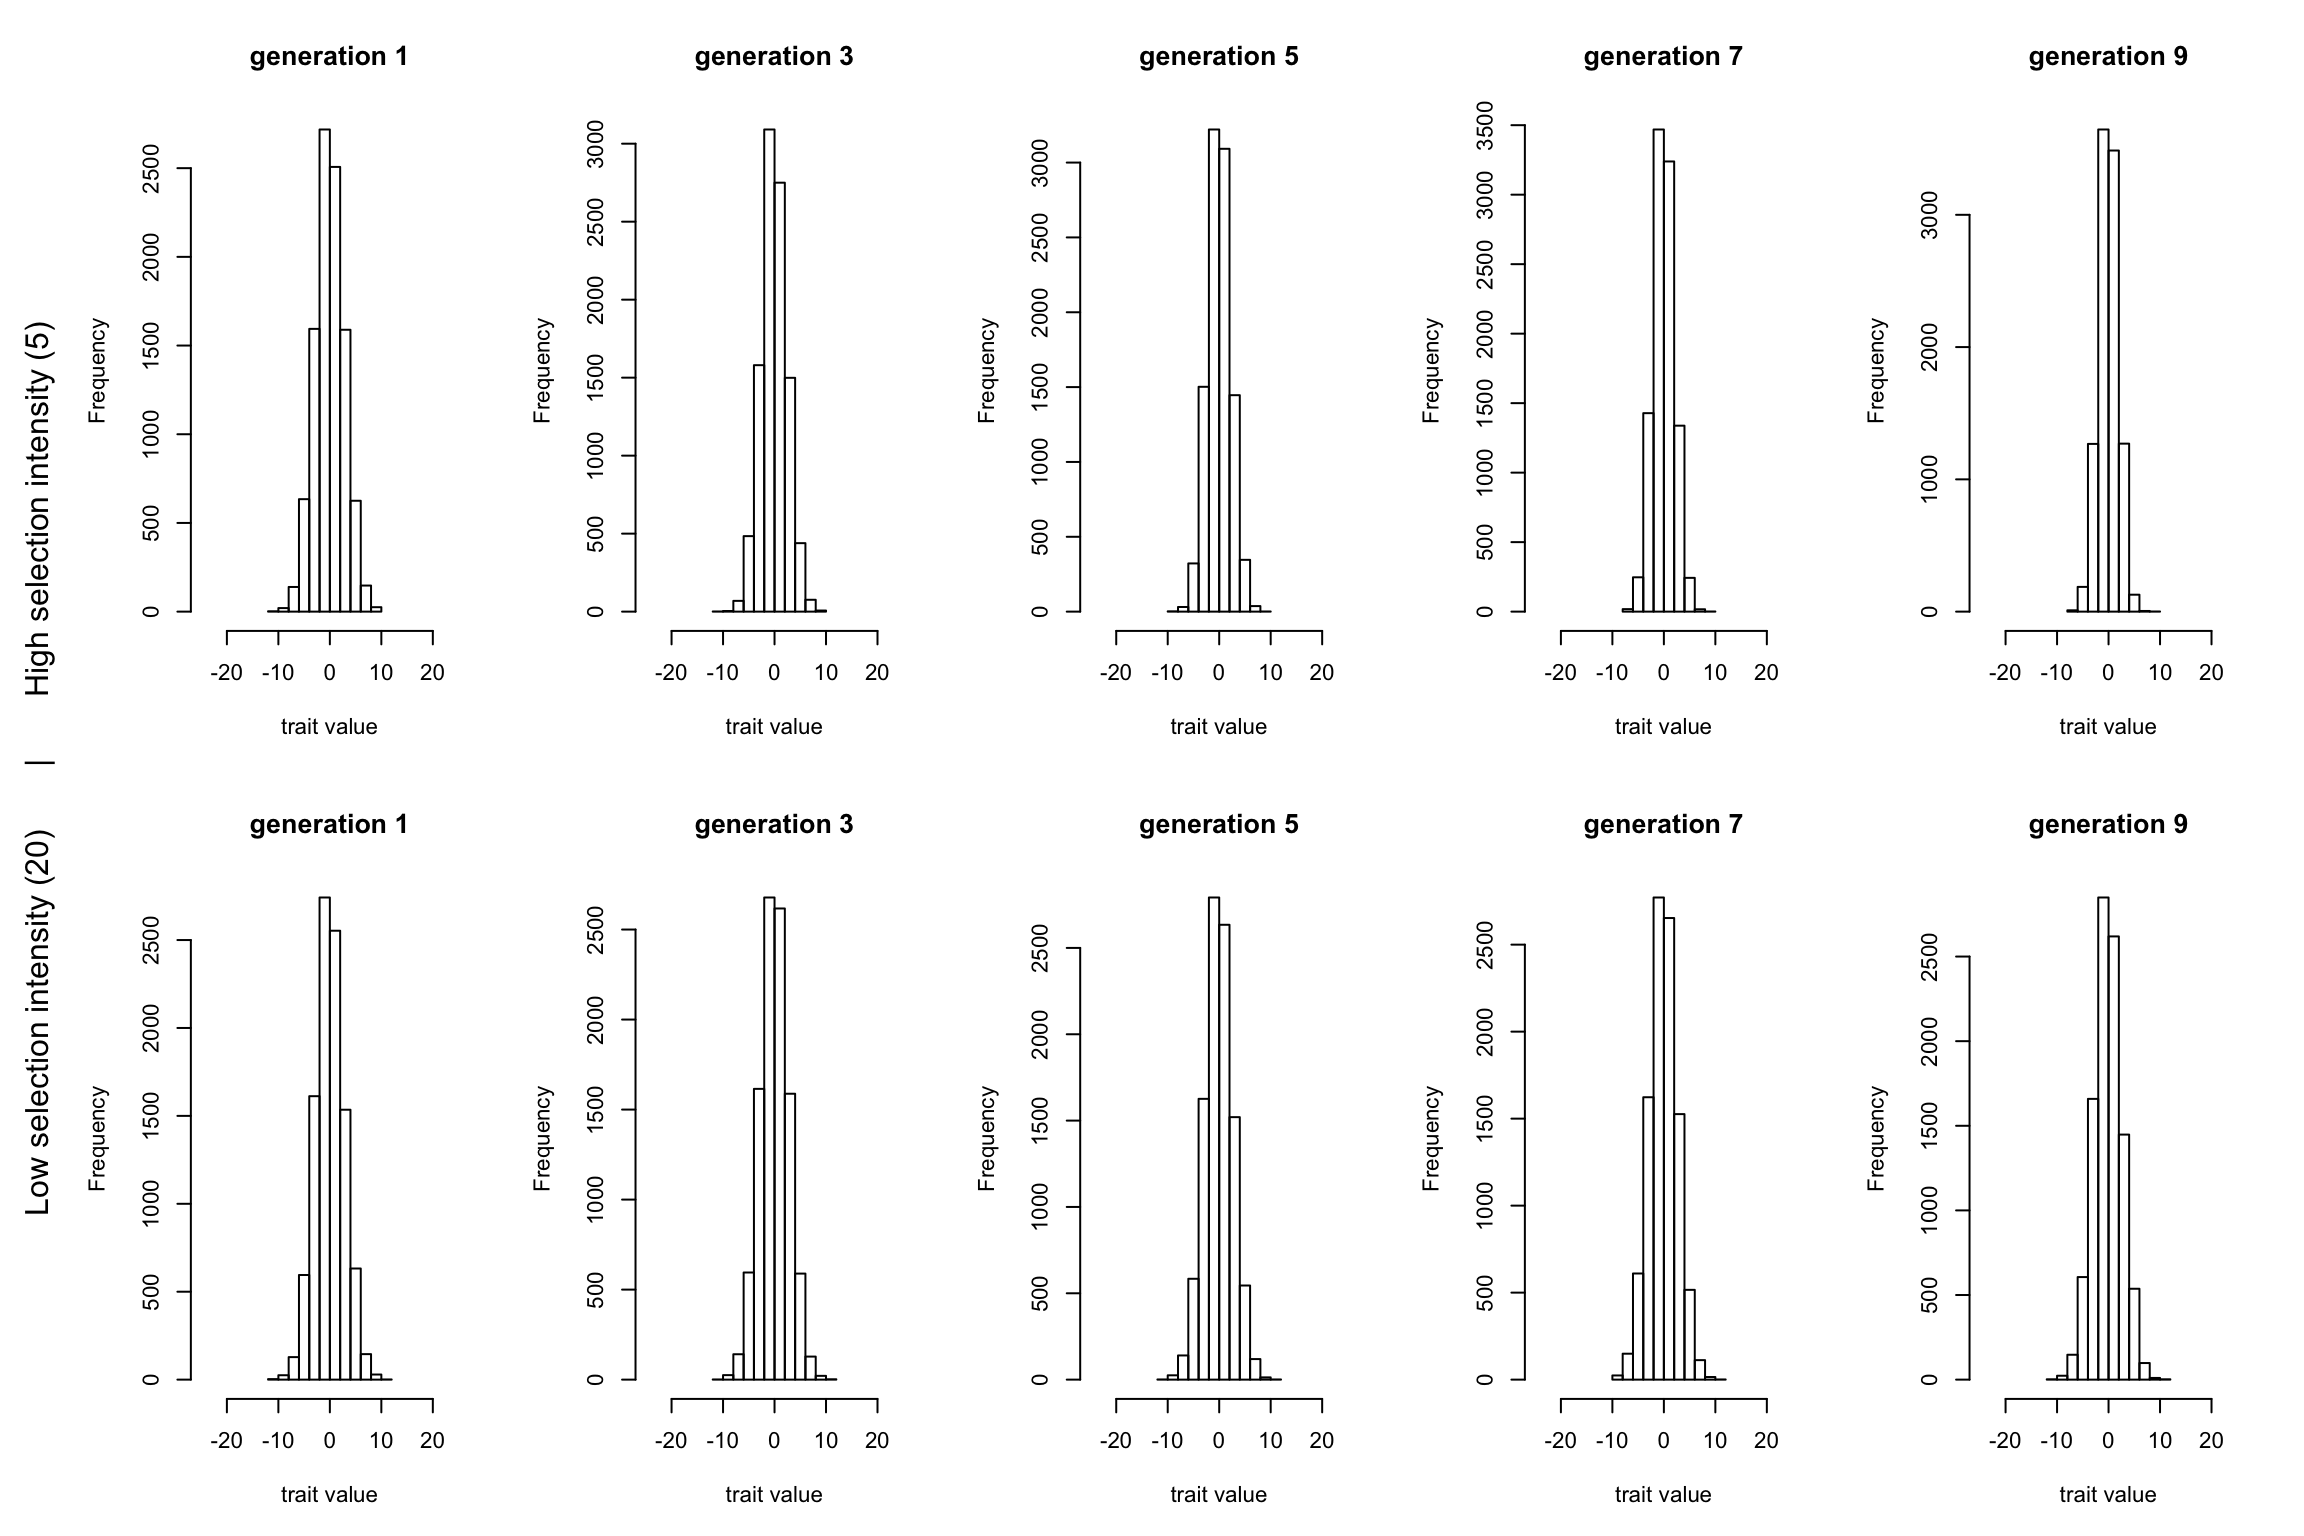 High selection intensity (5)
generation 1
Frequency
0 500 1000 1500 2000 2500
-20 -10 0 10 20
trait value
generation 3
Frequency
0 500 1000 1500 2000 2500 3000
-20 -10 0 10 20
trait value
generation 5
Frequency
0 500 1000 1500 2000 2500 3000
-20 -10 0 10 20
trait value
generation 7
Frequency
0 500 1000 1500 2000 2500 3000 3500
-20 -10 0 10 20
trait value
generation 9
Frequency
0 1000 2000 3000
-20 -10 0 10 20
trait value
|
Low selection intensity (20)
generation 1
Frequency
0 500 1000 1500 2000 2500
-20 -10 0 10 20
trait value
generation 3
Frequency
0 500 1000 1500 2000 2500
-20 -10 0 10 20
trait value
generation 5
Frequency
0 500 1000 1500 2000 2500
-20 -10 0 10 20
trait value
generation 7
Frequency
0 500 1000 1500 2000 2500
-20 -10 0 10 20
trait value
generation 9
Frequency
0 500 1000 1500 2000 2500
-20 -10 0 10 20
trait value